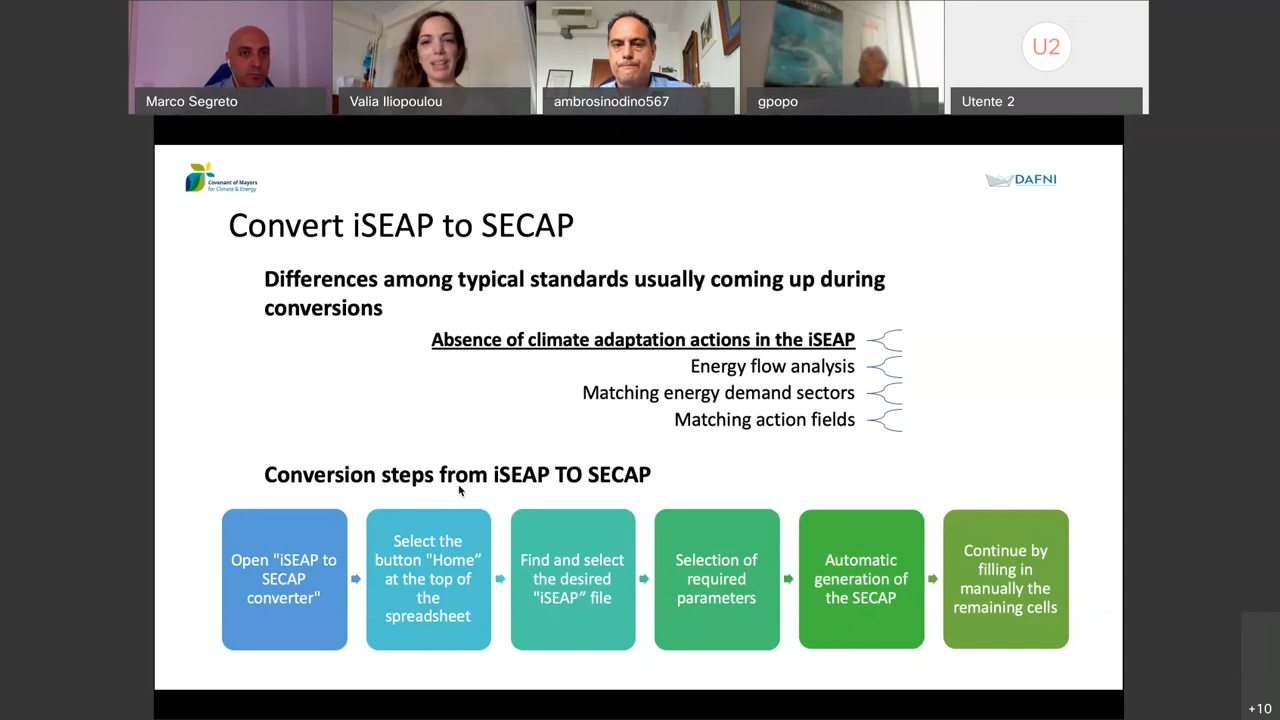 U2
Marco Segreto
Valia Iliopoulou
ambrosinodino567
gpopo
Utente 2
Covenant of Mayors
for Climate & Energy
DAFNI
Convert iSEAP to SECAP
Differences among typical standards usually coming up during
conversions
Absence of climate adaptation actions in the iSEAP
Energy flow analysis
Matching energy demand sectors
Matching action fields
Conversion steps from iSEAP TO SECAP
Open "iSEAP to
SECAP
converter"
Select the
button "Home”
at the top of
the
spreadsheet
Find and select
the desired
"iSEAP” file
Selection of
required
parameters
Automatic
generation of
the SECAP
Continue by
filling in
manually the
remaining cells
+10